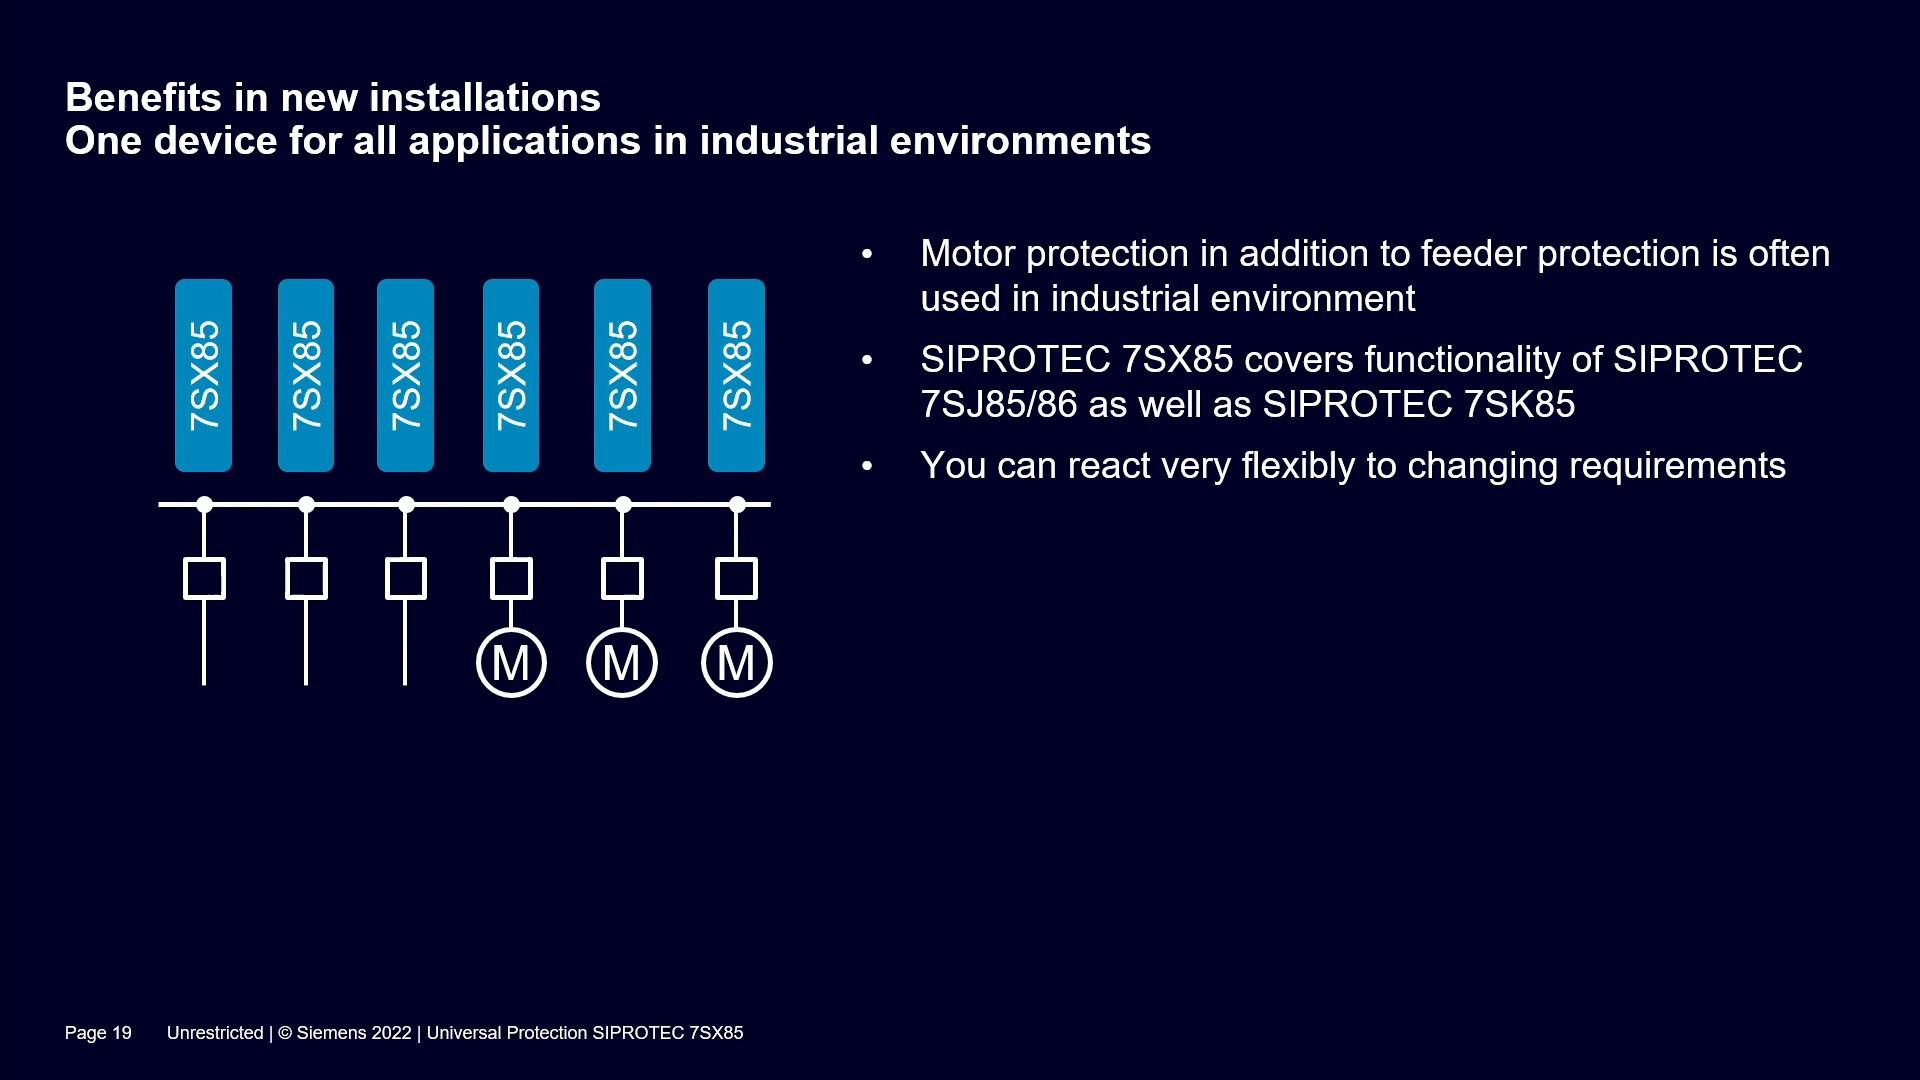 Benefits in new installations
One device for all applications in industrial environments
7SX85
7SX85
7SX85
7SX85
7SX85
7SX85
M
M
M
• Motor protection in addition to feeder protection is often
used in industrial environment
• SIPROTEC 7SX85 covers functionality of SIPROTEC
7SJ85/86 as well as SIPROTEC 7SK85
• You can react very flexibly to changing requirements
Page 19 Unrestricted | © Siemens 2022 | Universal Protection SIPROTEC 7SX85